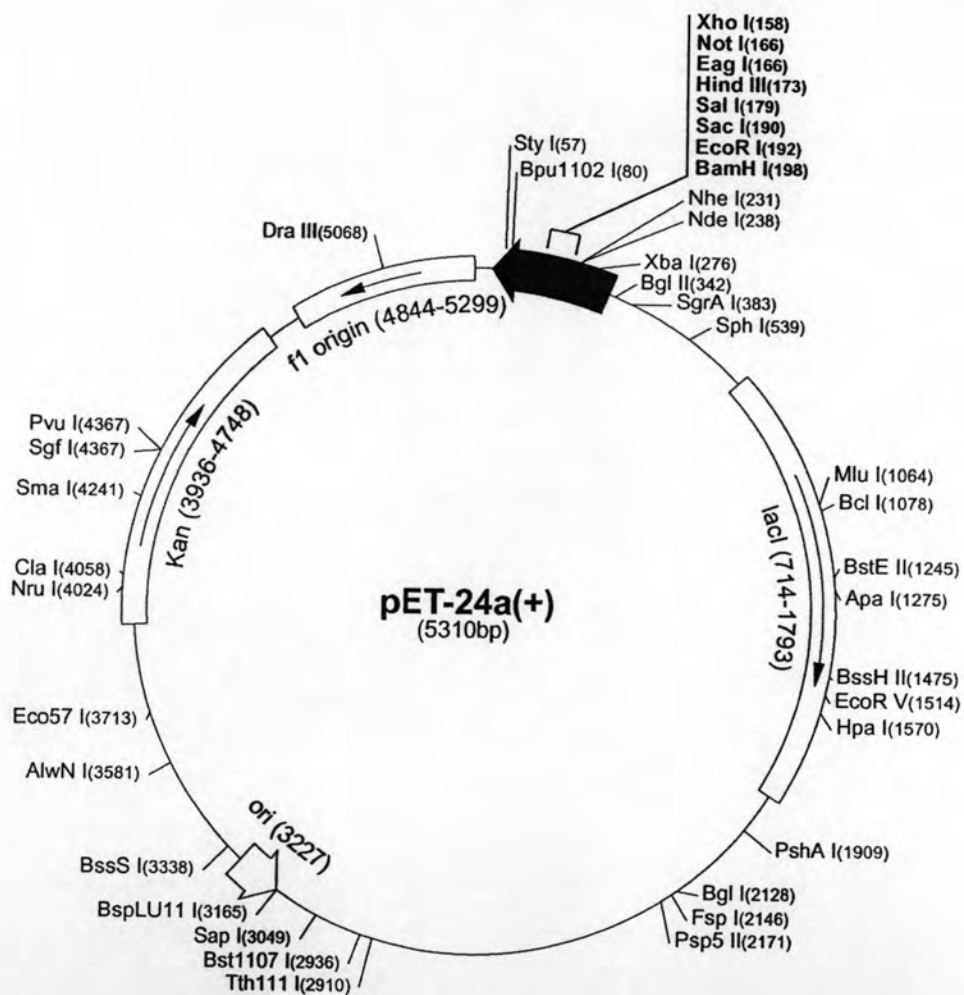 Xho I(158)
Not I(166)
Eag I(166)
Hind III(173)
Sal I(179)
Sac I(190)
EcoR I(192)
BamH I(198)
Sty I(57)
Bpu1102 I(80)
Nhe I(231)
Nde I(238)
Xba I(276)
Bgl II(342)
SgrA I(383)
Sph I(539)
Dra III(5068)
f1 origin (4844-5299)
Pvu I(4367)
Sgf I(4367)
Sma I(4241)
Kan (3936-4748)
Cla I(4058)
Nru I(4024)
Mlu I(1064)
Bcl I(1078)
BstE II(1245)
Apa I(1275)
lacI (714-1793)
BssH II(1475)
EcoR V(1514)
Hpa I(1570)
pET-24a(+)
(5310bp)
Eco57 I(3713)
AlwN I(3581)
ori (3227)
BssS I(3338)
BspLU11 I(3165)
Sap I(3049)
Bst1107 I(2936)
Tth111 I(2910)
PshA I(1909)
Bgl I(2128)
Fsp I(2146)
Psp5 II(2171)